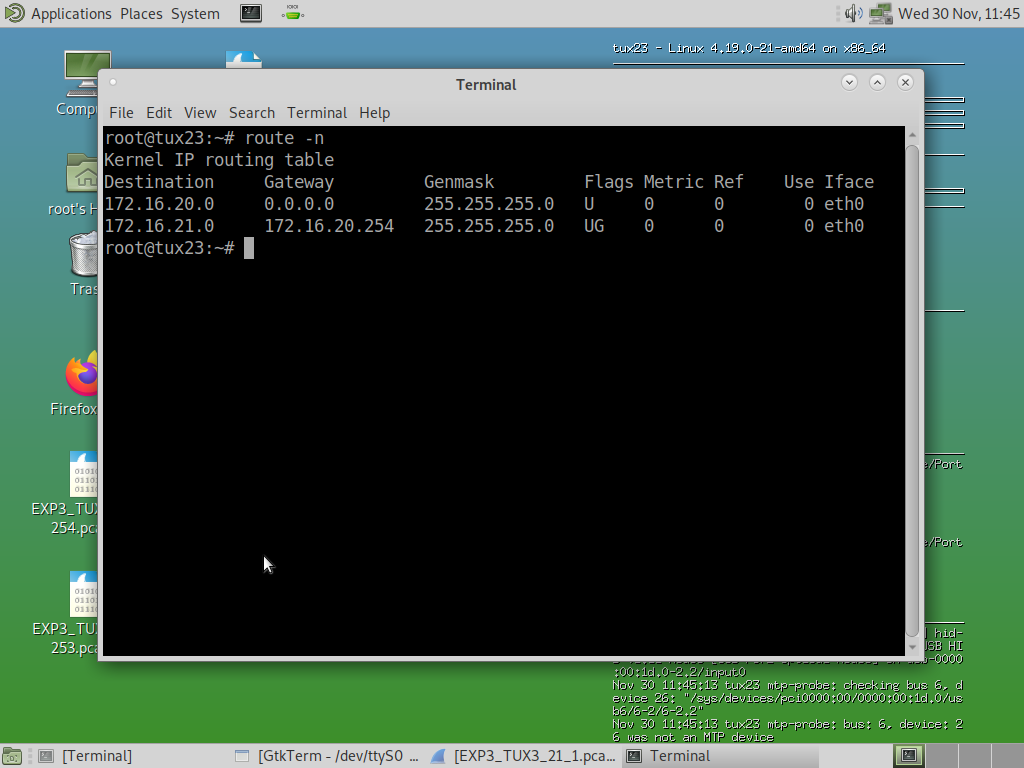 Applications Places System
Wed 30 Nov, 11:45
tux23 - Linux 4.19.0-21-amd64 on x86_64
Terminal
File Edit View Search Terminal Help
root@tux23:~# route -n
Kernel IP routing table
Destination Gateway Genmask Flags Metric Ref Use Iface
172.16.20.0 0.0.0.0 255.255.255.0 U 0 0 0 eth0
172.16.21.0 172.16.20.254 255.255.255.0 UG 0 0 0 eth0
root@tux23:~#
Compu
root's H
Tras
Firefox
EXP3_TUX
254.pca
EXP3_TU
253.pca
e/Port
e/Port
] hid-
SB HI
-0000
:00:1d.0-2.2/input0
Nov 30 11:45:13 tux23 mtp-probe: checking bus 6, d
evice 26: "/sys/devices/pci0000:00/0000:00:1d.0/us
b6/6-2/6-2.2"
Nov 30 11:45:13 tux23 mtp-probe: bus: 6, device: 2
6 was not an MTP device
[Terminal]
[GtkTerm - /dev/ttyS0 ...
[EXP3_TUX3_21_1.pca...
Terminal